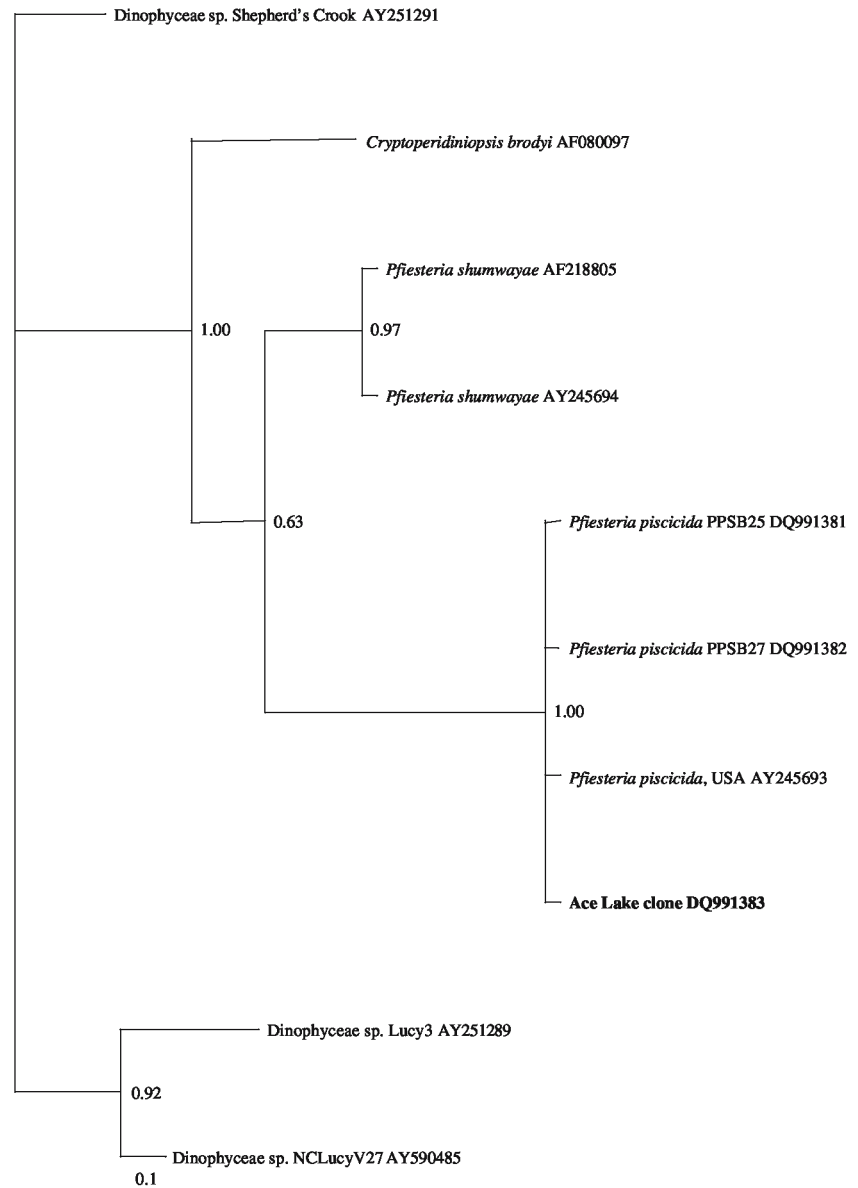 Dinophyceae sp. Shepherd's Crook AY251291
Cryptoperidiniopsis brodyi AF080097
Pfiesteria shumwayae AF218805
1.00
0.97
Pfiesteria shumwayae AY245694
0.63
Pfiesteria piscicida PPSB25 DQ991381
Pfiesteria piscicida PPSB27 DQ991382
1.00
Pfiesteria piscicida, USA AY245693
Ace Lake clone DQ991383
Dinophyceae sp. Lucy3 AY251289
0.92
Dinophyceae sp. NCLucyV27 AY590485
0.1